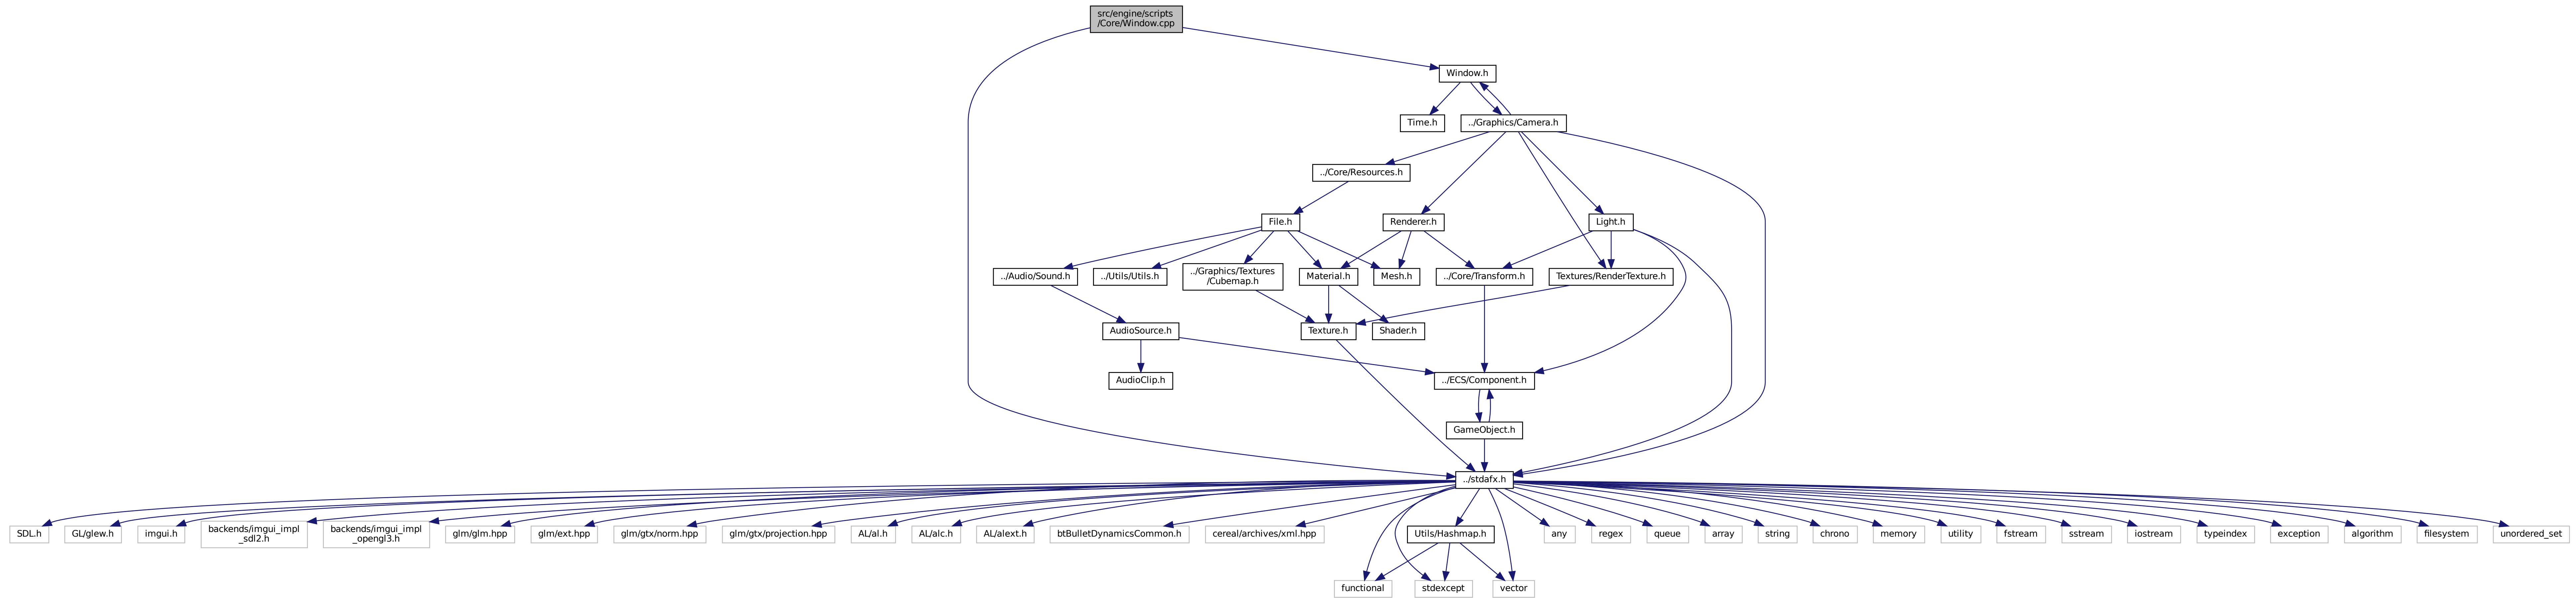 src/engine/scripts
/Core/Window.cpp
Window.h
Time.h
../Graphics/Camera.h
../Core/Resources.h
File.h
Renderer.h
Light.h
../Audio/Sound.h
../Utils/Utils.h
../Graphics/Textures
/Cubemap.h
Material.h
Mesh.h
../Core/Transform.h
Textures/RenderTexture.h
AudioSource.h
Texture.h
Shader.h
AudioClip.h
../ECS/Component.h
GameObject.h
../stdafx.h
SDL.h
GL/glew.h
imgui.h
backends/imgui_impl
_sdl2.h
backends/imgui_impl
_opengl3.h
glm/glm.hpp
glm/ext.hpp
glm/gtx/norm.hpp
glm/gtx/projection.hpp
AL/al.h
AL/alc.h
AL/alext.h
btBulletDynamicsCommon.h
cereal/archives/xml.hpp
Utils/Hashmap.h
any
regex
queue
array
string
chrono
memory
utility
fstream
sstream
iostream
typeindex
exception
algorithm
filesystem
unordered_set
functional
stdexcept
vector